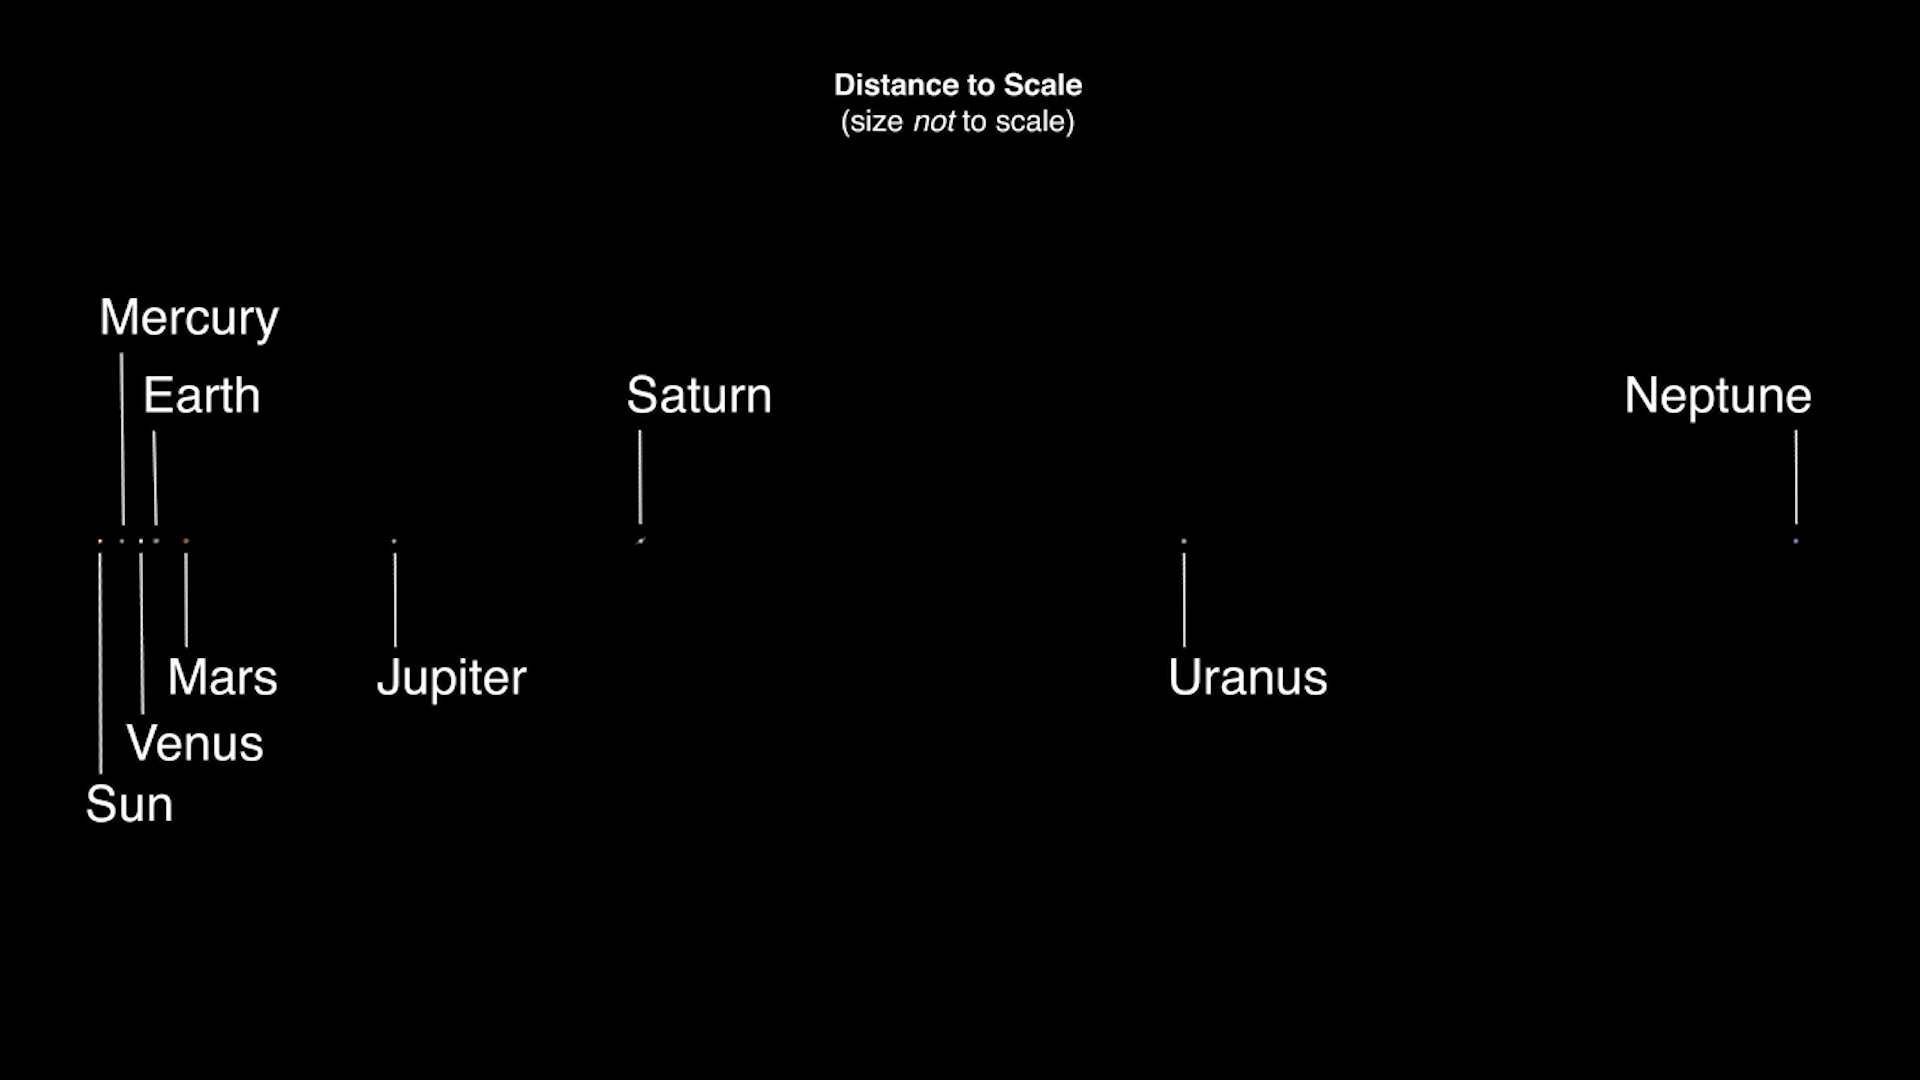 Distance to Scale
(size not to scale)
Mercury
Earth
Saturn
Neptune
Mars
Jupiter
Uranus
Venus
Sun